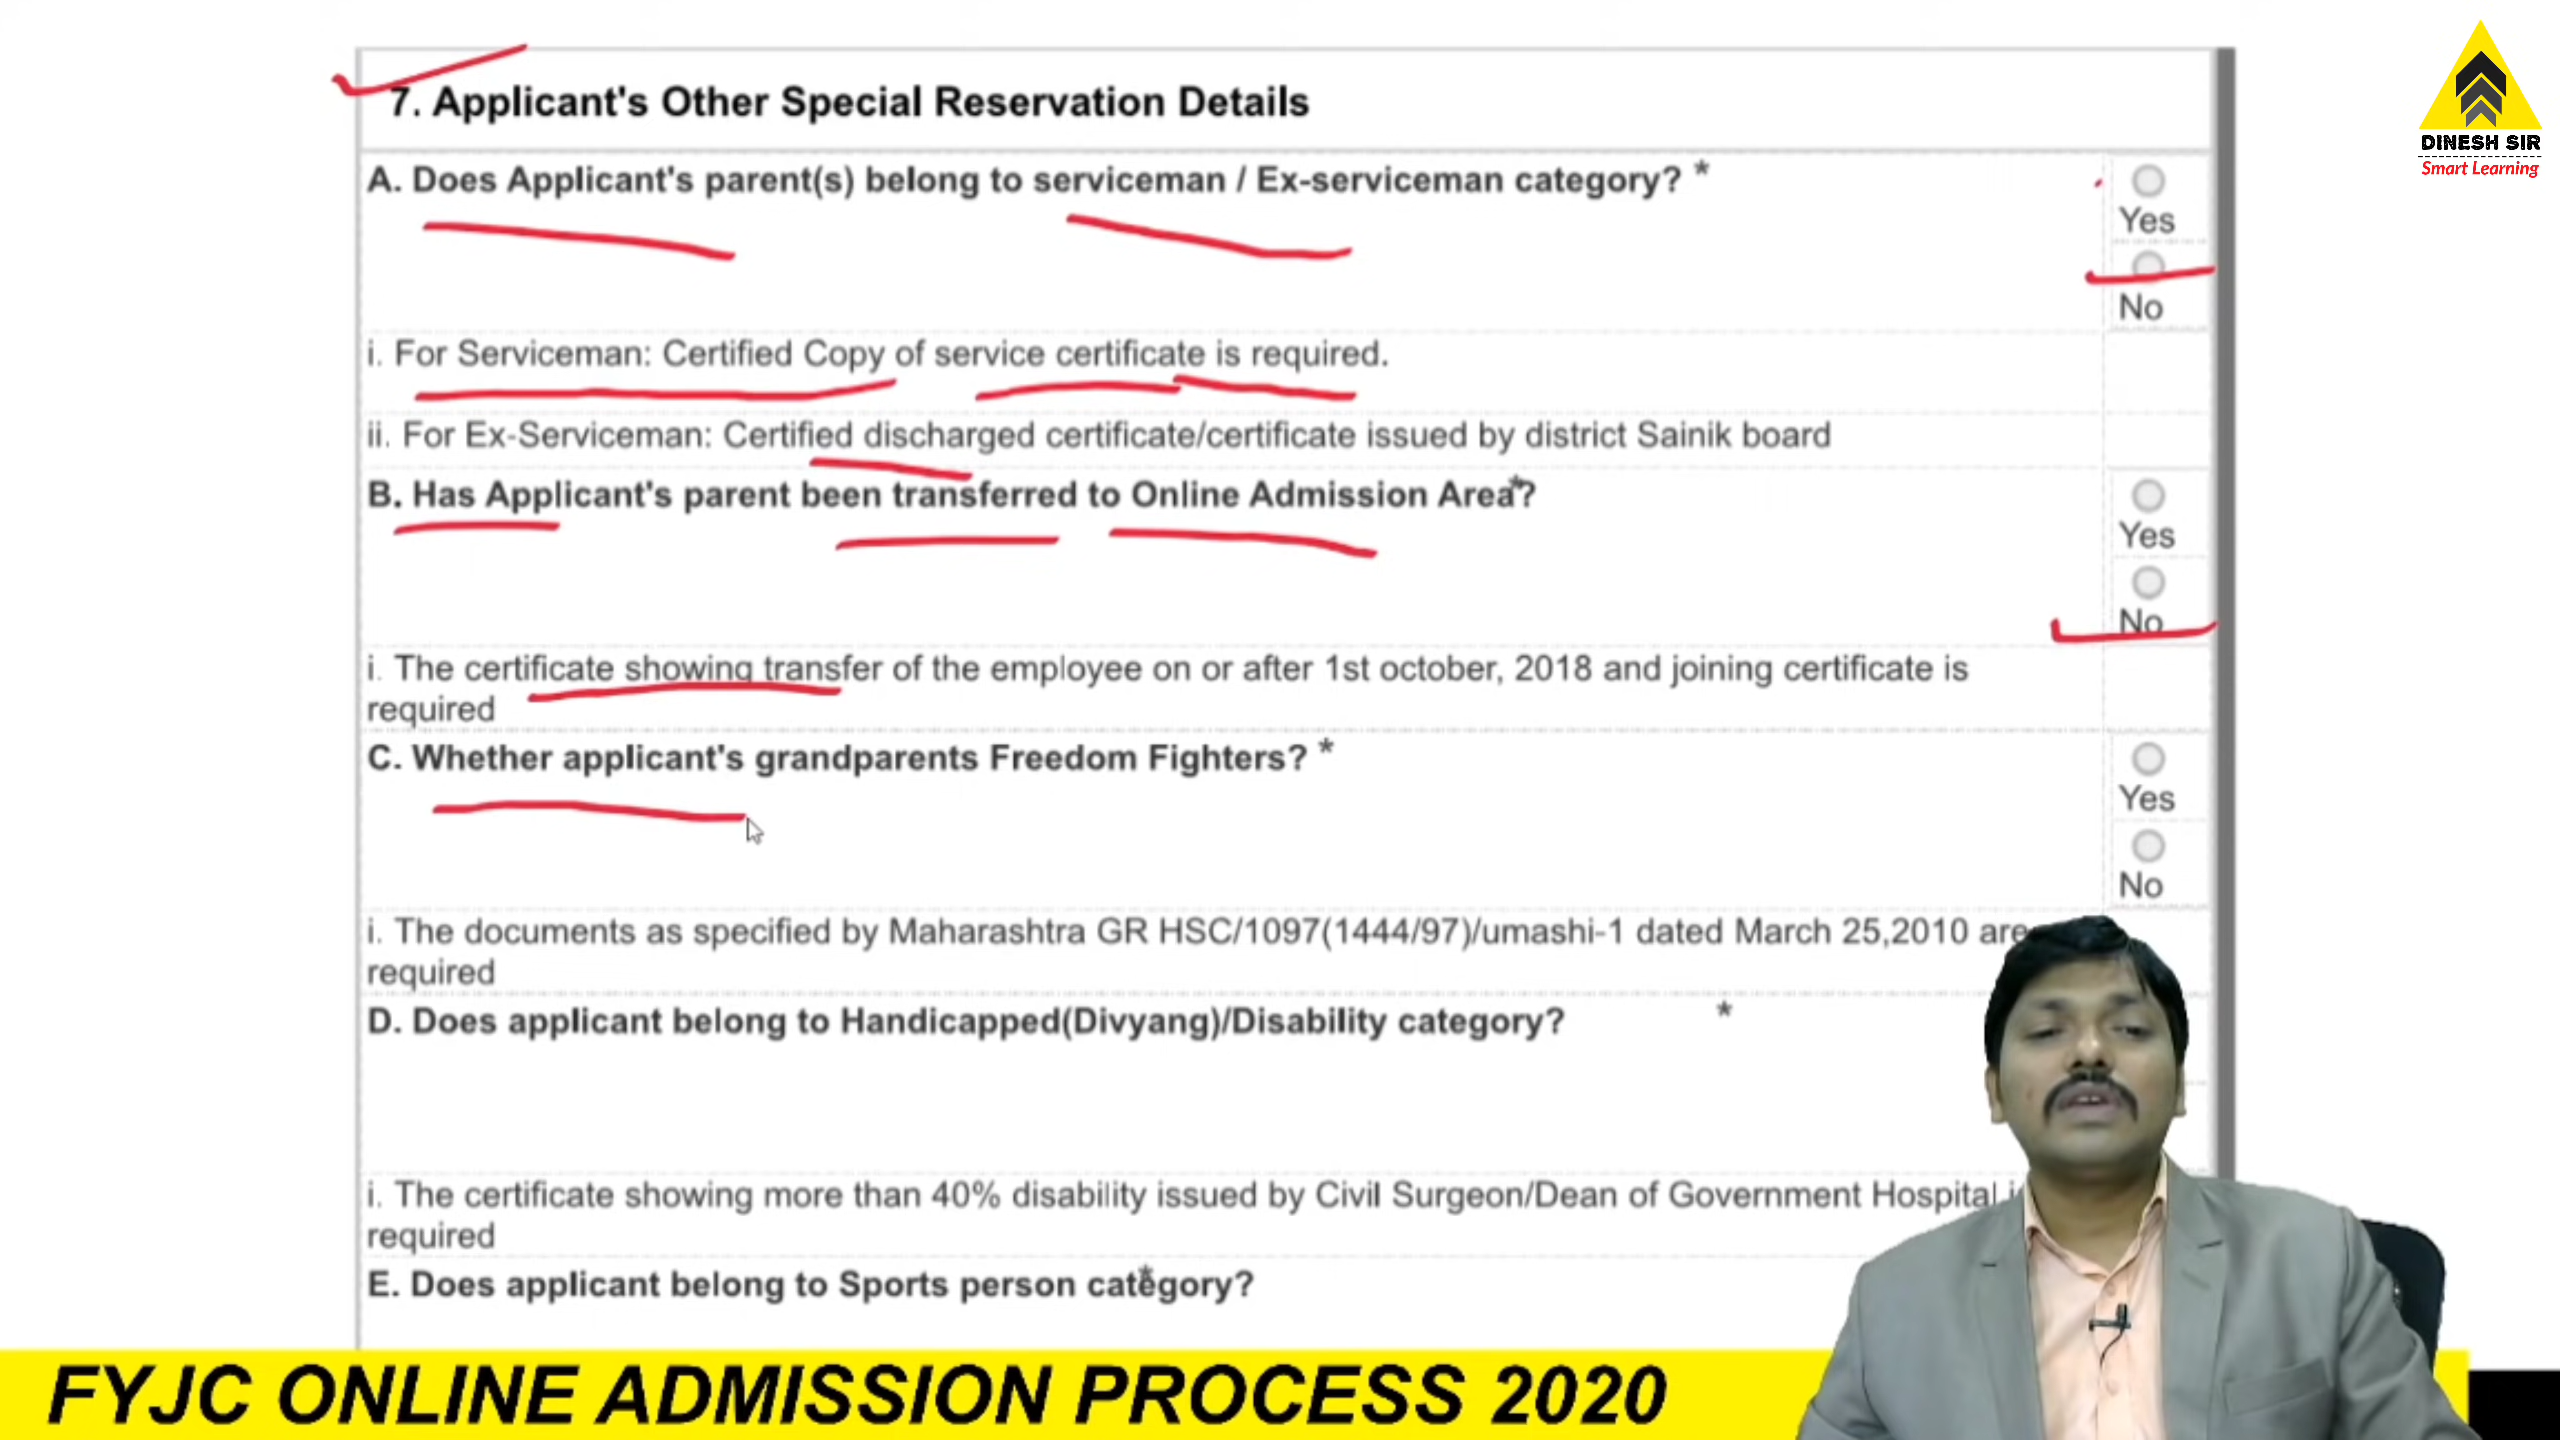 7. Applicant's Other Special Reservation Details
DINESH SIR
Smart Learning
A. Does Applicant's parent(s) belong to serviceman / Ex-serviceman category? *
Yes
No
i. For Serviceman: Certified Copy of service certificate is required.
ii. For Ex-Serviceman: Certified discharged certificate/certificate issued by district Sainik board
B. Has Applicant's parent been transferred to Online Admission Area?*
Yes
No
i. The certificate showing transfer of the employee on or after 1st october, 2018 and joining certificate is
required
C. Whether applicant's grandparents Freedom Fighters? *
Yes
No
i. The documents as specified by Maharashtra GR HSC/1097(1444/97)/umashi-1 dated March 25,2010 are
required
D. Does applicant belong to Handicapped(Divyang)/Disability category? *
i. The certificate showing more than 40% disability issued by Civil Surgeon/Dean of Government Hospital
required
E. Does applicant belong to Sports person category?*
FYJC ONLINE ADMISSION PROCESS 2020